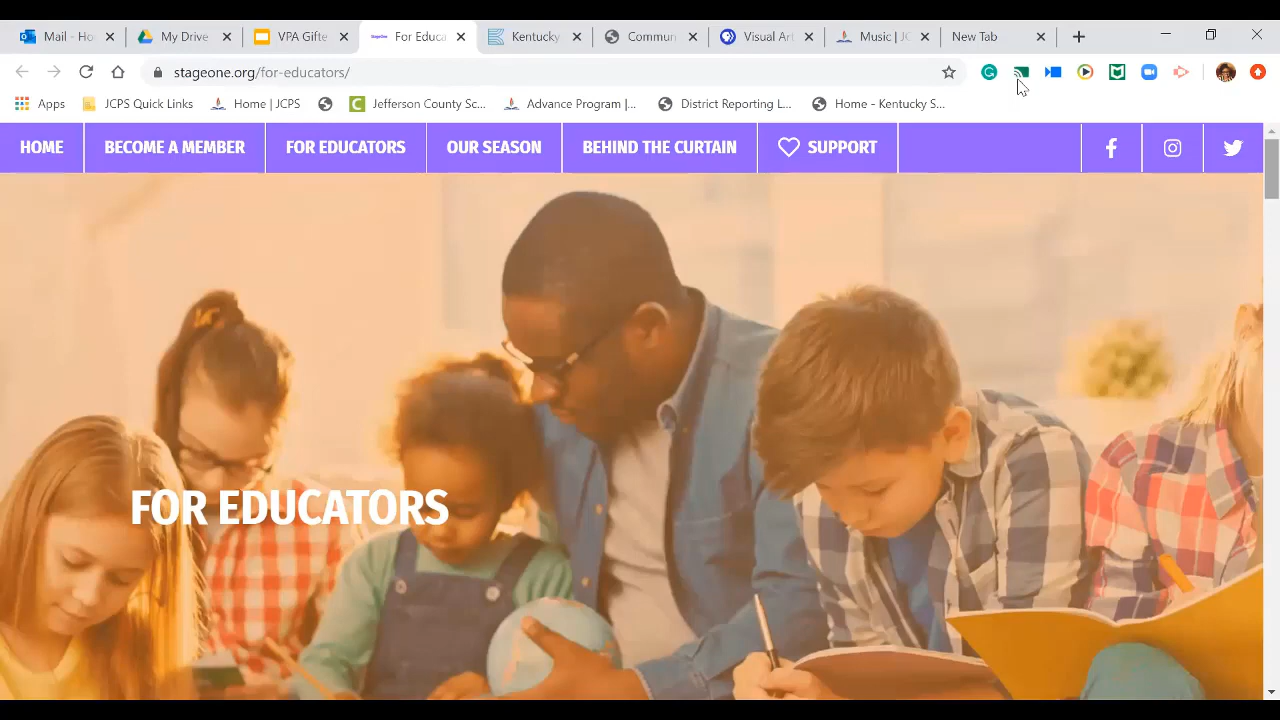 Mail - Ho
My Drive
VPA Gifte
For Educa
Kentucky
Commun
Visual Art
Music | JC
New Tab
stageone.org/for-educators/
Apps
JCPS Quick Links
Home | JCPS
Jefferson County Sc...
Advance Program |...
District Reporting L...
Home - Kentucky S...
HOME
BECOME A MEMBER
FOR EDUCATORS
OUR SEASON
BEHIND THE CURTAIN
SUPPORT
FOR EDUCATORS